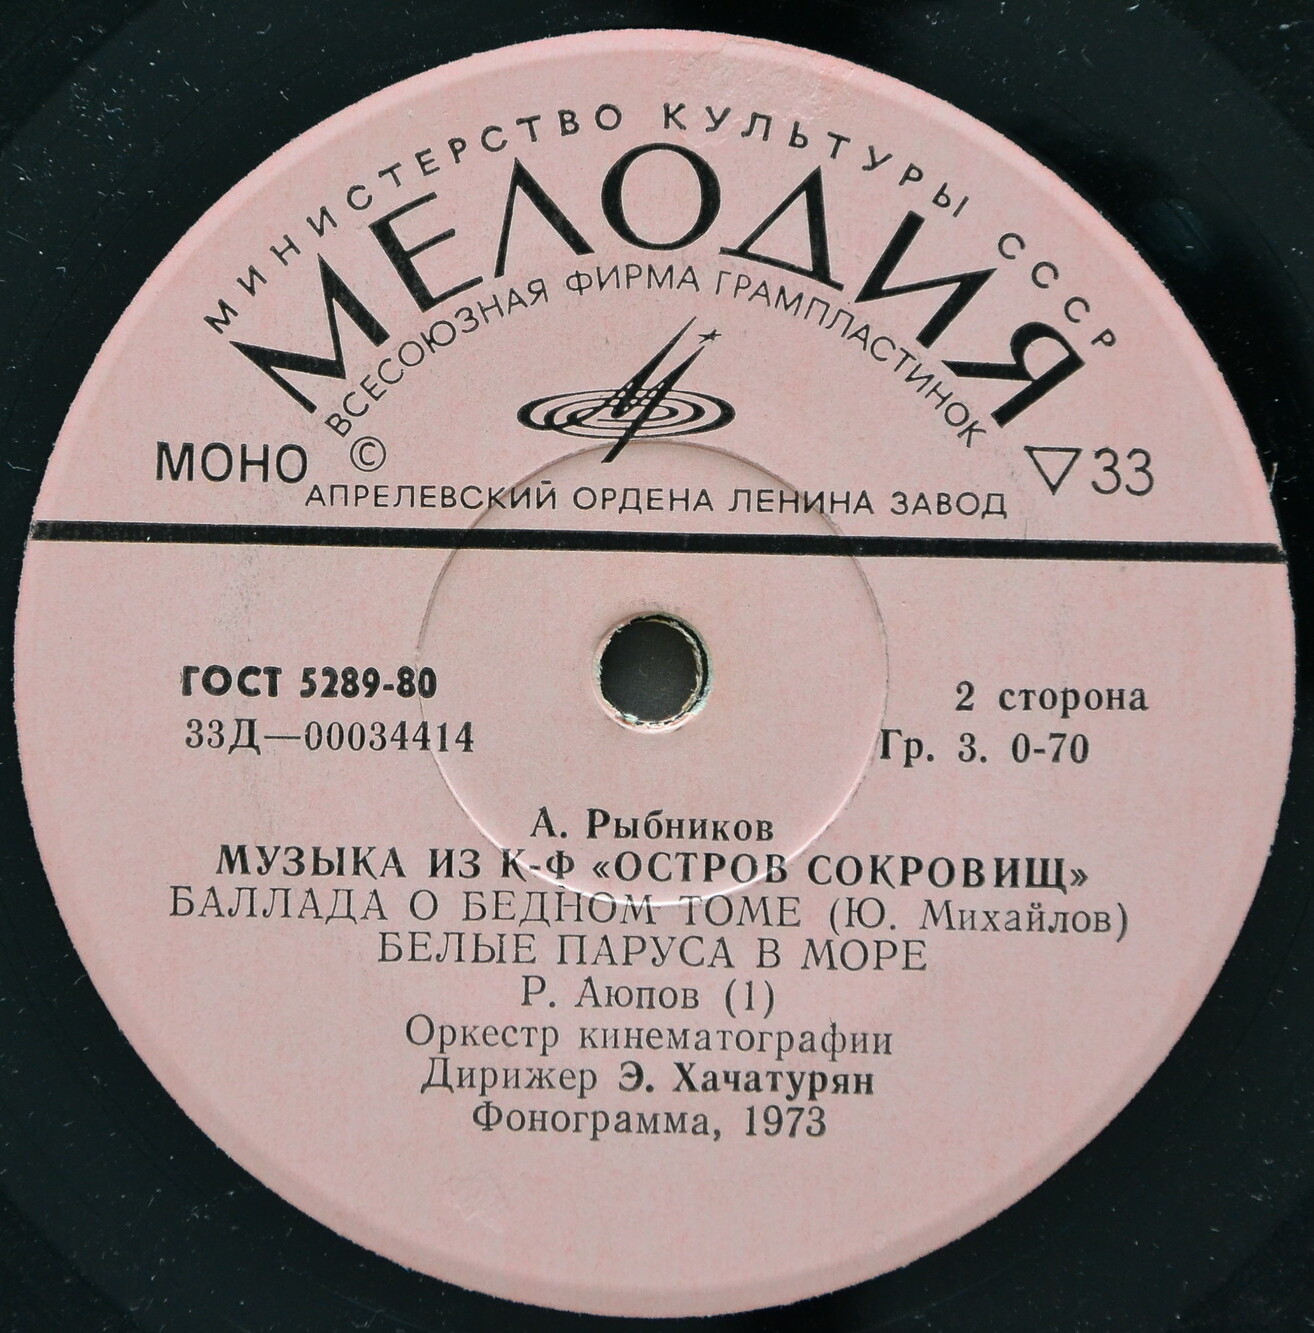 МИНИСТЕРСТВО КУЛЬТУРЫ СССР
МЕЛОДИЯ
ВСЕСОЮЗНАЯ ФИРМА ГРАМПЛАСТИНОК
МОНО © ▽33
АПРЕЛЕВСКИЙ ОРДЕНА ЛЕНИНА ЗАВОД
ГОСТ 5289-80
2 сторона
33Д—00034414
Гр. 3. 0-70
А. Рыбников
МУЗЫКА ИЗ К-Ф «ОСТРОВ СОКРОВИЩ»
БАЛЛАДА О БЕДНОМ ТОМЕ (Ю. Михайлов)
БЕЛЫЕ ПАРУСА В МОРЕ
Р. Аюпов (1)
Оркестр кинематографии
Дирижер Э. Хачатурян
Фонограмма, 1973